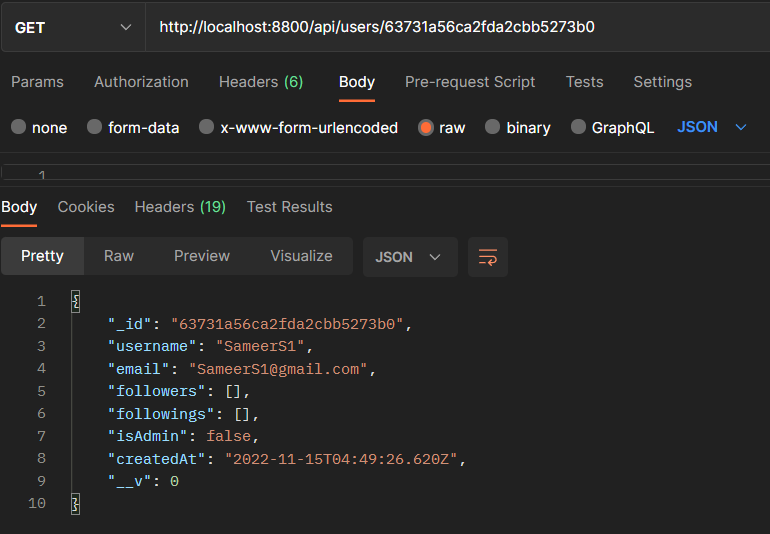 GET http://localhost:8800/api/users/63731a56ca2fda2cbb5273b0
Params Authorization Headers (6) Body Pre-request Script Tests Settings
none form-data x-www-form-urlencoded raw binary GraphQL JSON
1
Body Cookies Headers (19) Test Results
Pretty Raw Preview Visualize JSON
1 {
2 "_id": "63731a56ca2fda2cbb5273b0",
3 "username": "SameerS1",
4 "email": "SameerS1@gmail.com",
5 "followers": [],
6 "followings": [],
7 "isAdmin": false,
8 "createdAt": "2022-11-15T04:49:26.620Z",
9 "__v": 0
10 }